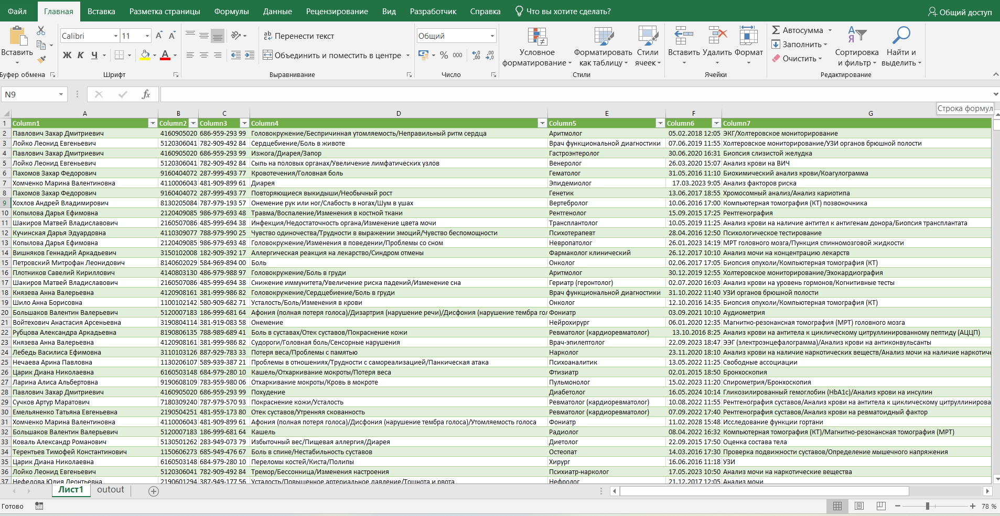 Файл Главная Вставка Разметка страницы Формулы Данные Рецензирование Вид Разработчик Справка Что вы хотите сделать? Общий доступ
Calibri 11 Перенести текст Общий Автосумма
Вставить Условное форматирование Форматировать как таблицу Стили ячеек Вставить Удалить Формат Заполнить Сортировка и фильтр Найти и выделить
Ж К Ч А Объединить и поместить в центре % 000 Очистить
Буфер обмена Шрифт Выравнивание Число Стили Ячейки Редактирование
N9 fx
Строка формул
A B C D E F G
1 Column1 Column2 Column3 Column4 Column5 Column6 Column7
2 Павлович Захар Дмитриевич 4160905020 686-959-293 99 Головокружение/Беспричинная утомляемость/Неправильный ритм сердца Аритмолог 05.02.2018 12:05 ЭКГ/Холтеровское мониторирование
3 Лойко Леонид Евгеньевич 5120306041 782-909-492 84 Сердцебиение/Боль в животе Врач функциональной диагностики 07.06.2019 11:55 Холтеровское мониторирование/УЗИ органов брюшной полости
4 Павлович Захар Дмитриевич 4160905020 686-959-293 99 Изжога/Диарея/Запор Гастроэнтеролог 30.06.2020 16:31 Биопсия слизистой желудка
5 Лойко Леонид Евгеньевич 5120306041 782-909-492 84 Сыпь на половых органах/Увеличение лимфатических узлов Венеролог 26.03.2020 15:07 Анализ крови на ВИЧ
6 Пахомов Захар Федорович 9160404072 287-999-493 77 Кровотечения/Головная боль Гематолог 31.05.2016 11:10 Биохимический анализ крови/Коагулограмма
7 Хомченко Марина Валентиновна 4110006043 481-909-899 61 Диарея Эпидемиолог 17.03.2023 9:05 Анализ факторов риска
8 Пахомов Захар Федорович 9160404072 287-999-493 77 Повторяющиеся выкидыши/Необычный рост Генетик 13.06.2017 18:55 Хромосомный анализ/Анализ кариотипа
9 Хохлов Андрей Владимирович 8130205084 787-979-193 57 Онемение рук или ног/Слабость в ногах/Шум в ушах Вертебролог 10.06.2016 17:00 Компьютерная томография (КТ) позвоночника
10 Копылова Дарья Ефимовна 2120409085 986-979-693 48 Травма/Воспаление/Изменения в костной ткани Рентгенолог 15.09.2015 17:25 Рентгенография
11 Шакиров Матвей Владиславович 2160507086 485-999-694 38 Инфекция/Недостаточность органа/Изменение цвета мочи Трансплантолог 10.05.2019 11:25 Анализ крови на наличие антител к антигенам донора/Биопсия трансплантата
12 Кучинская Дарья Эдуардовна 4110309077 788-979-990 25 Чувство одиночества/Трудности в выражении эмоций/Чувство беспомощности Психотерапевт 28.04.2016 12:50 Психологическое тестирование
13 Копылова Дарья Ефимовна 2120409085 986-979-693 48 Головокружение/Изменения в поведении/Проблемы со сном Невропатолог 26.01.2023 14:19 МРТ головного мозга/Пункция спинномозговой жидкости
14 Вишняков Геннадий Аркадьевич 3150102008 182-909-392 17 Аллергическая реакция на лекарство/Синдром отмены Фармаколог клинический 26.12.2017 10:10 Анализ мочи на концентрацию лекарств
15 Петровский Митрофан Леонидович 8140602029 584-969-894 00 Боль Онколог 02.06.2017 17:05 Биопсия опухоли/Компьютерная томография (КТ)
16 Плотников Савелий Кириллович 4140803130 486-979-988 97 Головокружение/Боль в груди Аритмолог 30.12.2019 12:55 Холтеровское мониторирование/Эхокардиография
17 Шакиров Матвей Владиславович 2160507086 485-999-694 38 Снижение иммунитета/Увеличение риска падений/Изменение сна Гериатр (геронтолог) 02.07.2020 16:03 Анализ крови на уровень гормонов/Когнитивные тесты
18 Князева Анна Валерьевна 4120908161 381-999-986 82 Головокружение/Сердцебиение/Боль в груди Врач функциональной диагностики 31.10.2022 11:40 УЗИ органов брюшной полости
19 Шило Анна Борисовна 1100102142 580-909-682 71 Усталость/Боль/Изменения в крови Онколог 12.10.2016 14:35 Биопсия опухоли/Компьютерная томография (КТ)
20 Большаков Валентин Валерьевич 5120007183 186-999-681 64 Афония (полная потеря голоса)/Дизартрия (нарушение речи)/Дисфония (нарушение тембра гол Фониатр 03.09.2021 10:10 Аудиометрия
21 Войтехович Анастасия Арсеньевна 3190804114 381-919-083 58 Онемение Нейрохирург 06.01.2020 12:35 Магнитно-резонансная томография (МРТ) головного мозга
22 Рубцова Александра Аркадьевна 8190806135 788-989-689 41 Боль в суставах/Отек суставов/Покраснение кожи Ревматолог (кардиоревматолог) 13.10.2016 8:25 Анализ крови на антитела к циклическому цитруллинированному пептиду (АЦЦП)
23 Князева Анна Валерьевна 4120908161 381-999-986 82 Судороги/Головная боль/Сенсорные нарушения Врач-эпилептолог 22.09.2023 18:47 ЭЭГ (электроэнцефалограмма)/Анализ крови на антиконвульсанты
24 Лебедь Василиса Ефимовна 3110103126 887-929-783 33 Потеря веса/Проблемы с памятью Нарколог 23.11.2020 18:10 Анализ крови на наличие наркотических веществ/Анализ мочи на наличие наркотиче
25 Нечаева Арина Павловна 1130206107 589-939-387 21 Проблемы в отношениях/Трудности с самореализацией/Паническая атака Психоаналитик 13.05.2022 11:25 Свободные ассоциации
26 Царик Диана Николаевна 6160503148 684-979-280 10 Кашель/Отхаркивание мокроты/Потеря веса Фтизиатр 02.01.2015 18:50 Бронхоскопия
27 Ларина Алиса Альбертовна 9190608109 783-959-980 06 Отхаркивание мокроты/Кровь в мокроте Пульмонолог 15.02.2023 11:20 Спирометрия/Бронхоскопия
28 Павлович Захар Дмитриевич 4160905020 686-959-293 99 Похудение Диабетолог 16.05.2024 10:14 Гликозилированный гемоглобин (HbA1c)/Анализ крови на инсулин
29 Сучков Артур Маратович 7180309240 787-979-570 93 Покраснение кожи/Усталость Ревматолог (кардиоревматолог) 10.08.2022 11:55 Рентгенография суставов/Анализ крови на антитела к циклическому цитруллинирова
30 Емельяненко Татьяна Евгеньевна 2190504251 481-959-173 80 Отек суставов/Утренняя скованность Ревматолог (кардиоревматолог) 07.09.2022 17:40 Рентгенография суставов/Анализ крови на ревматоидный фактор
31 Хомченко Марина Валентиновна 4110006043 481-909-899 61 Афония (полная потеря голоса)/Дисфония (нарушение тембра голоса)/Утомляемость голоса Фониатр 11.02.2028 15:48 Исследование функции гортани
32 Большаков Валентин Валерьевич 5120007183 186-999-681 64 Кашель Радиолог 08.04.2022 16:32 Компьютерная томография (КТ)/Магнитно-резонансная томография (МРТ)
33 Коваль Александр Романович 5130501262 283-949-073 79 Избыточный вес/Пищевая аллергия/Диарея Диетолог 22.09.2015 17:50 Оценка состава тела
34 Терентьев Тимофей Константинович 1150606273 685-949-476 67 Боль в спине/Нестабильность суставов Остеопат 14.03.2016 17:30 Проверка подвижности суставов/Определение мышечного напряжения
35 Царик Диана Николаевна 6160503148 684-979-280 10 Переломы костей/Киста/Полипы Хирург 16.06.2016 11:18 УЗИ
36 Лойко Леонид Евгеньевич 5120306041 782-909-492 84 Тремор/Бессонница/Изменения настроения Психиатр-нарколог 17.05.2023 10:50 Анализ мочи на наркотические вещества
37 Нефедова Юлия Леонтьевна 2190601294 387-949-177 56 Усталость/Повышенное артериальное давление/Тошнота и рвота Нефролог 21.12.2017 12:05 Анализ мочи
Лист1 outout
Готово 78 %